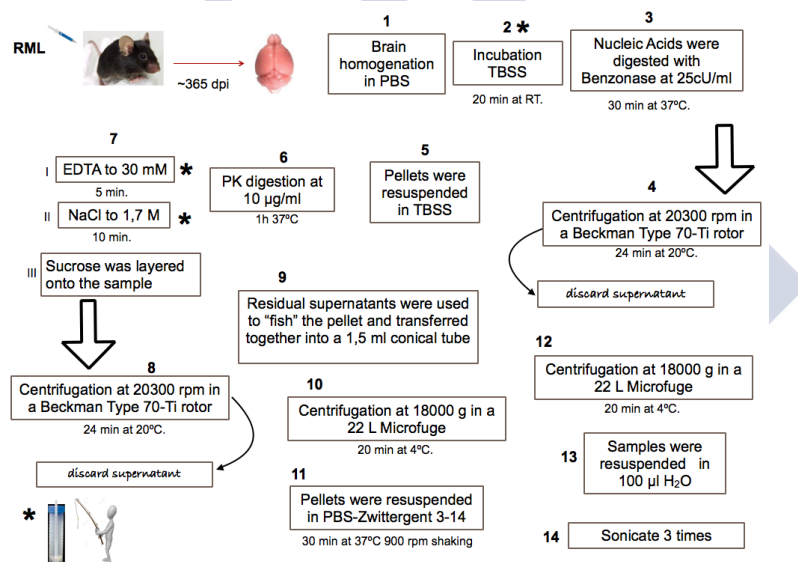 RML
~365 dpi
1
Brain
homogenation
in PBS
2 *
Incubation
TBSS
20 min at RT.
3
Nucleic Acids were
digested with
Benzonase at 25cU/ml
30 min at 37ºC.
4
Centrifugation at 20300 rpm in
a Beckman Type 70-Ti rotor
24 min at 20ºC.
discard supernatant
5
Pellets were
resuspended
in TBSS
6
PK digestion at
10 µg/ml
1h 37ºC
7
I EDTA to 30 mM *
5 min.
II NaCl to 1,7 M *
10 min.
III Sucrose was layered
onto the sample
8
Centrifugation at 20300 rpm in
a Beckman Type 70-Ti rotor
24 min at 20ºC.
discard supernatant
*
9
Residual supernatants were used
to “fish” the pellet and transferred
together into a 1,5 ml conical tube
10
Centrifugation at 18000 g in a
22 L Microfuge
20 min at 4ºC.
11
Pellets were resuspended
in PBS-Zwittergent 3-14
30 min at 37ºC 900 rpm shaking
12
Centrifugation at 18000 g in a
22 L Microfuge
20 min at 4ºC.
13
Samples were
resuspended in
100 µl H₂O
14
Sonicate 3 times